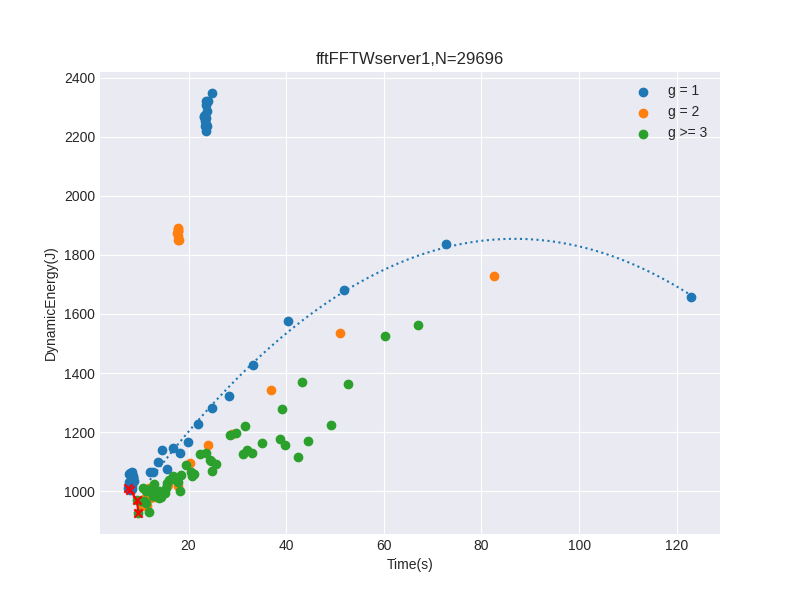 fftFFTWserver1,N=29696
2400
2200
2000
1800
1600
1400
1200
1000
DynamicEnergy(J)
g = 1
g = 2
g >= 3
20
40
60
80
100
120
Time(s)